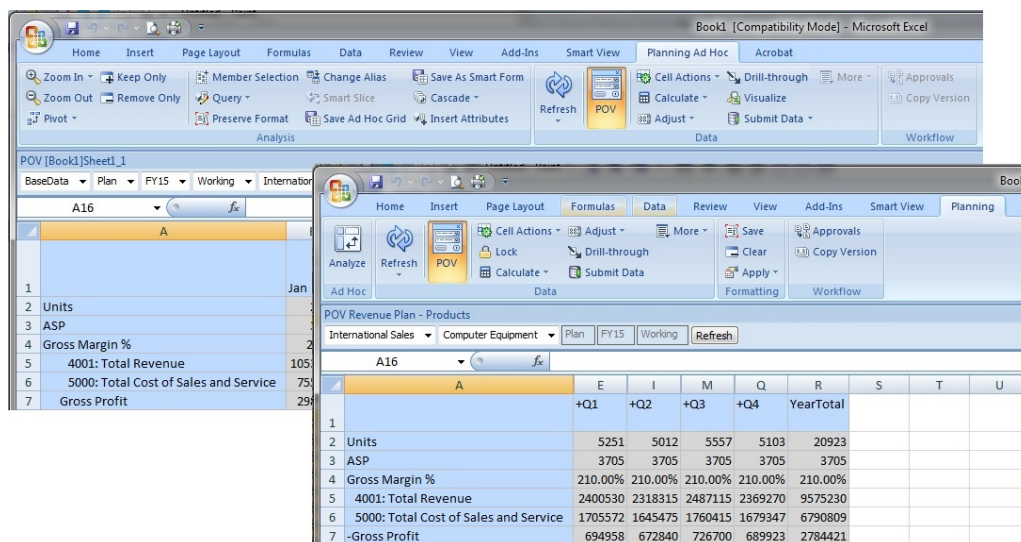 Book1 [Compatibility Mode] - Microsoft Excel
Home Insert Page Layout Formulas Data Review View Add-Ins Smart View Planning Ad Hoc Acrobat
Zoom In Keep Only Member Selection Change Alias Save As Smart Form Cell Actions Drill-through More Approvals
Zoom Out Remove Only Query Smart Slice Cascade Refresh POV Calculate Visualize Copy Version
Pivot Preserve Format Save Ad Hoc Grid Insert Attributes Adjust Submit Data
Analysis Data Workflow
POV [Book1]Sheet1_1
BaseData Plan FY15 Working
A16 fx
A
1 Jan
2 Units
3 ASP
4 Gross Margin %
5 4001: Total Revenue
6 5000: Total Cost of Sales and Service
7 Gross Profit
Home Insert Page Layout Formulas Data Review View Add-Ins Smart View Planning
Cell Actions Adjust More Save Approvals
Analyze Refresh POV Lock Drill-through Clear Copy Version
Calculate Submit Data Apply
Ad Hoc Data Formatting Workflow
POV Revenue Plan - Products
International Sales Computer Equipment Plan FY15 Working Refresh
A16 fx
A E I M Q R S T U
1 +Q1 +Q2 +Q3 +Q4 YearTotal
2 Units 5251 5012 5557 5103 20923
3 ASP 3705 3705 3705 3705 3705
4 Gross Margin % 210.00% 210.00% 210.00% 210.00% 210.00%
5 4001: Total Revenue 2400530 2318315 2487115 2369270 9575230
6 5000: Total Cost of Sales and Service 1705572 1645475 1760415 1679347 6790809
7 -Gross Profit 694958 672840 726700 689923 2784421